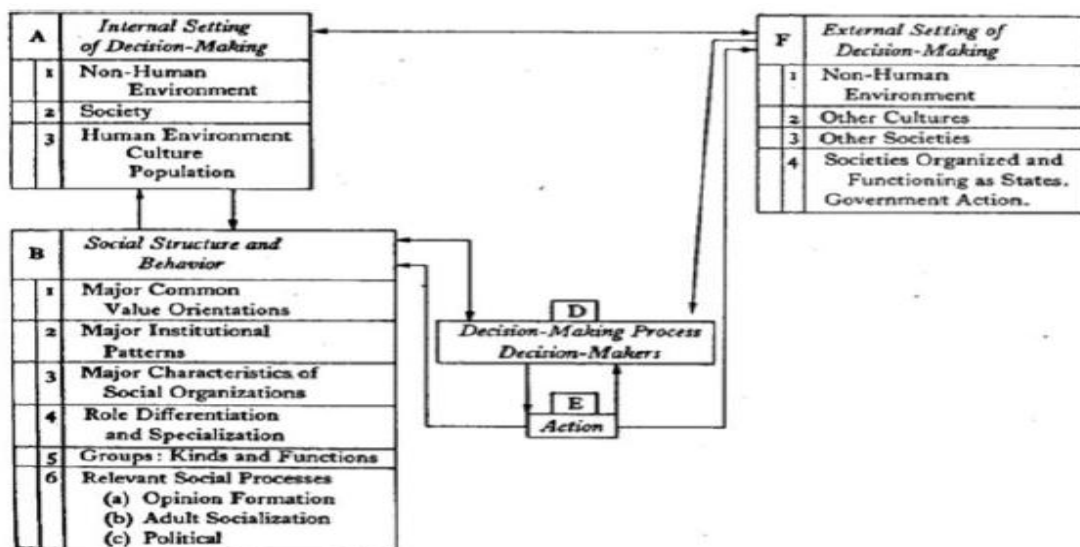 A
Internal Setting
of Decision-Making
1 Non-Human
Environment
2 Society
3 Human Environment
Culture
Population
F
External Setting of
Decision-Making
1 Non-Human
Environment
2 Other Cultures
3 Other Societies
4 Societies Organized and
Functioning as States.
Government Action.
B
Social Structure and
Behavior
1 Major Common
Value Orientations
2 Major Institutional
Patterns
3 Major Characteristics of
Social Organizations
4 Role Differentiation
and Specialization
5 Groups: Kinds and Functions
6 Relevant Social Processes
(a) Opinion Formation
(b) Adult Socialization
(c) Political
D
Decision-Making Process
Decision-Makers
E
Action